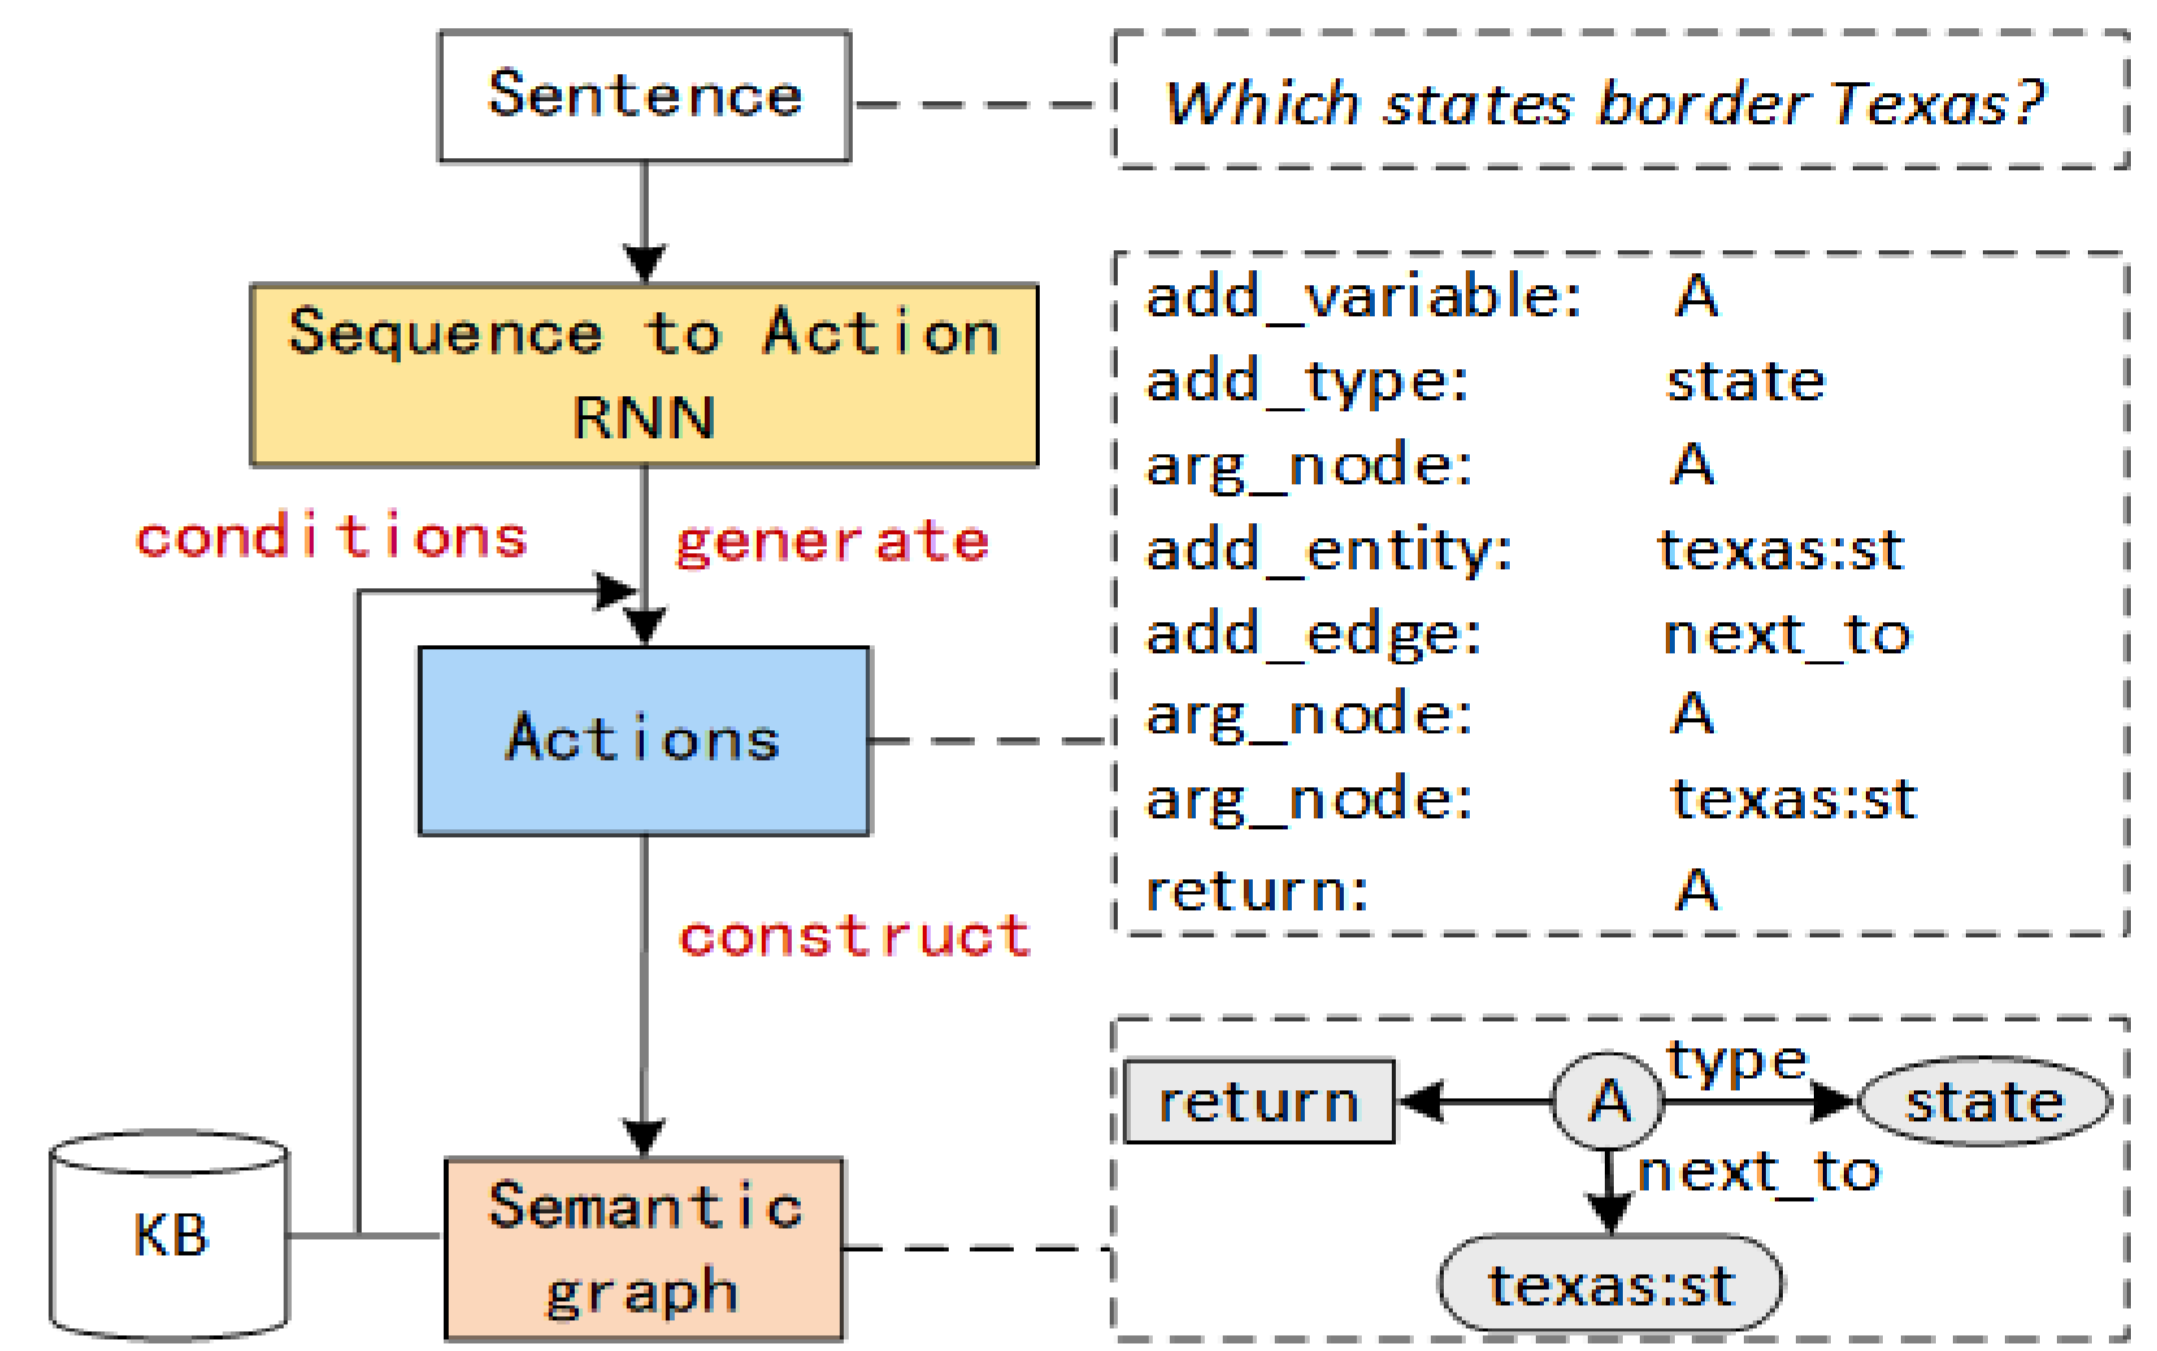 Sentence
Which states border Texas?
Sequence to Action
RNN
conditions
generate
add_variable: A
add_type: state
arg_node: A
add_entity: texas:st
add_edge: next_to
arg_node: A
arg_node: texas:st
return: A
Actions
construct
KB
Semantic
graph
return
A
type
state
next_to
texas:st